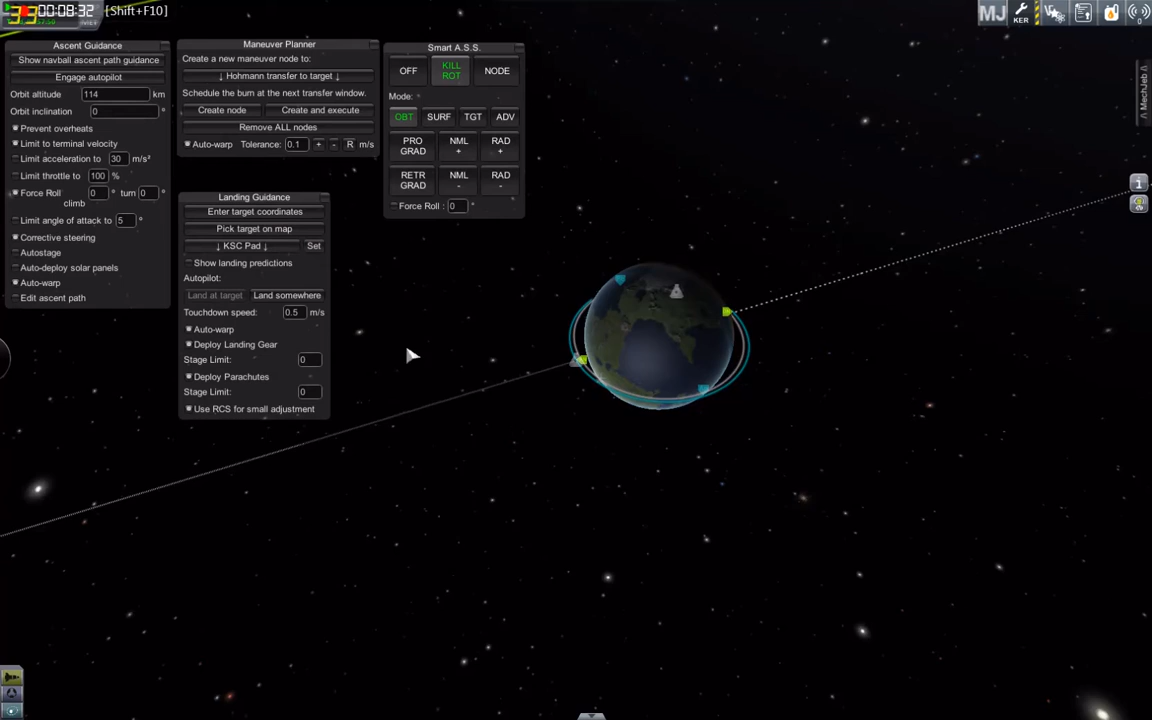 00:08:32
[Shift+F10]
MJ
KER
MechJeb
Ascent Guidance
Show navball ascent path guidance
Engage autopilot
Orbit altitude 114 km
Orbit inclination 0 °
Prevent overheats
Limit to terminal velocity
Limit acceleration to 30 m/s²
Limit throttle to 100 %
Force Roll 0 ° turn 0 °
climb
Limit angle of attack to 5 °
Corrective steering
Autostage
Auto-deploy solar panels
Auto-warp
Edit ascent path
Maneuver Planner
Create a new maneuver node to:
↓ Hohmann transfer to target ↓
Schedule the burn at the next transfer window.
Create node Create and execute
Remove ALL nodes
Auto-warp Tolerance: 0.1 + - R m/s
Landing Guidance
Enter target coordinates
Pick target on map
↓ KSC Pad ↓ Set
Show landing predictions
Autopilot:
Land at target Land somewhere
Touchdown speed: 0.5 m/s
Auto-warp
Deploy Landing Gear
Stage Limit: 0
Deploy Parachutes
Stage Limit: 0
Use RCS for small adjustment
Smart A.S.S.
OFF KILL ROT NODE
Mode:
OBT SURF TGT ADV
PRO GRAD NML + RAD +
RETR GRAD NML - RAD -
Force Roll : 0 °